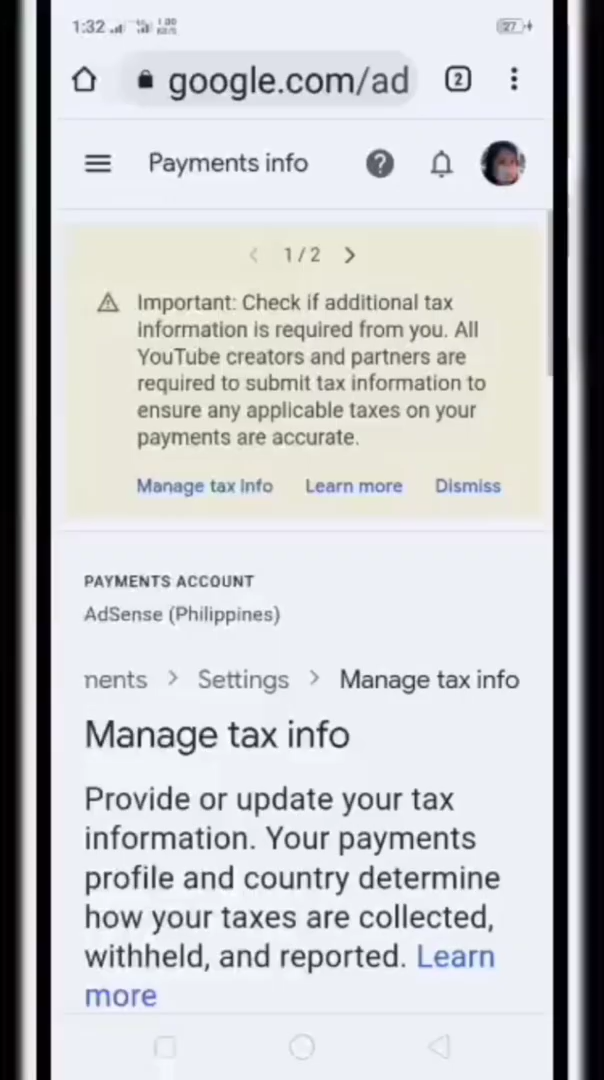 1:32
27
google.com/ad
2
Payments info
1/2
Important: Check if additional tax
information is required from you. All
YouTube creators and partners are
required to submit tax information to
ensure any applicable taxes on your
payments are accurate.
Manage tax info Learn more Dismiss
PAYMENTS ACCOUNT
AdSense (Philippines)
nents > Settings > Manage tax info
Manage tax info
Provide or update your tax
information. Your payments
profile and country determine
how your taxes are collected,
withheld, and reported. Learn
more